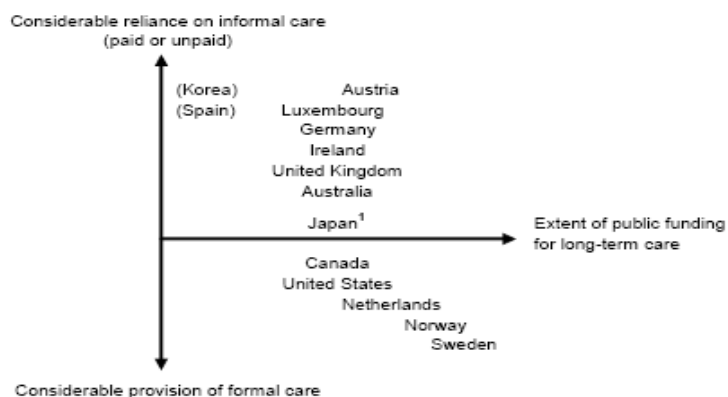 Considerable reliance on informal care
(paid or unpaid)
(Korea) Austria
(Spain) Luxembourg
Germany
Ireland
United Kingdom
Australia
Japan1
Extent of public funding
for long-term care
Canada
United States
Netherlands
Norway
Sweden
Considerable provision of formal care